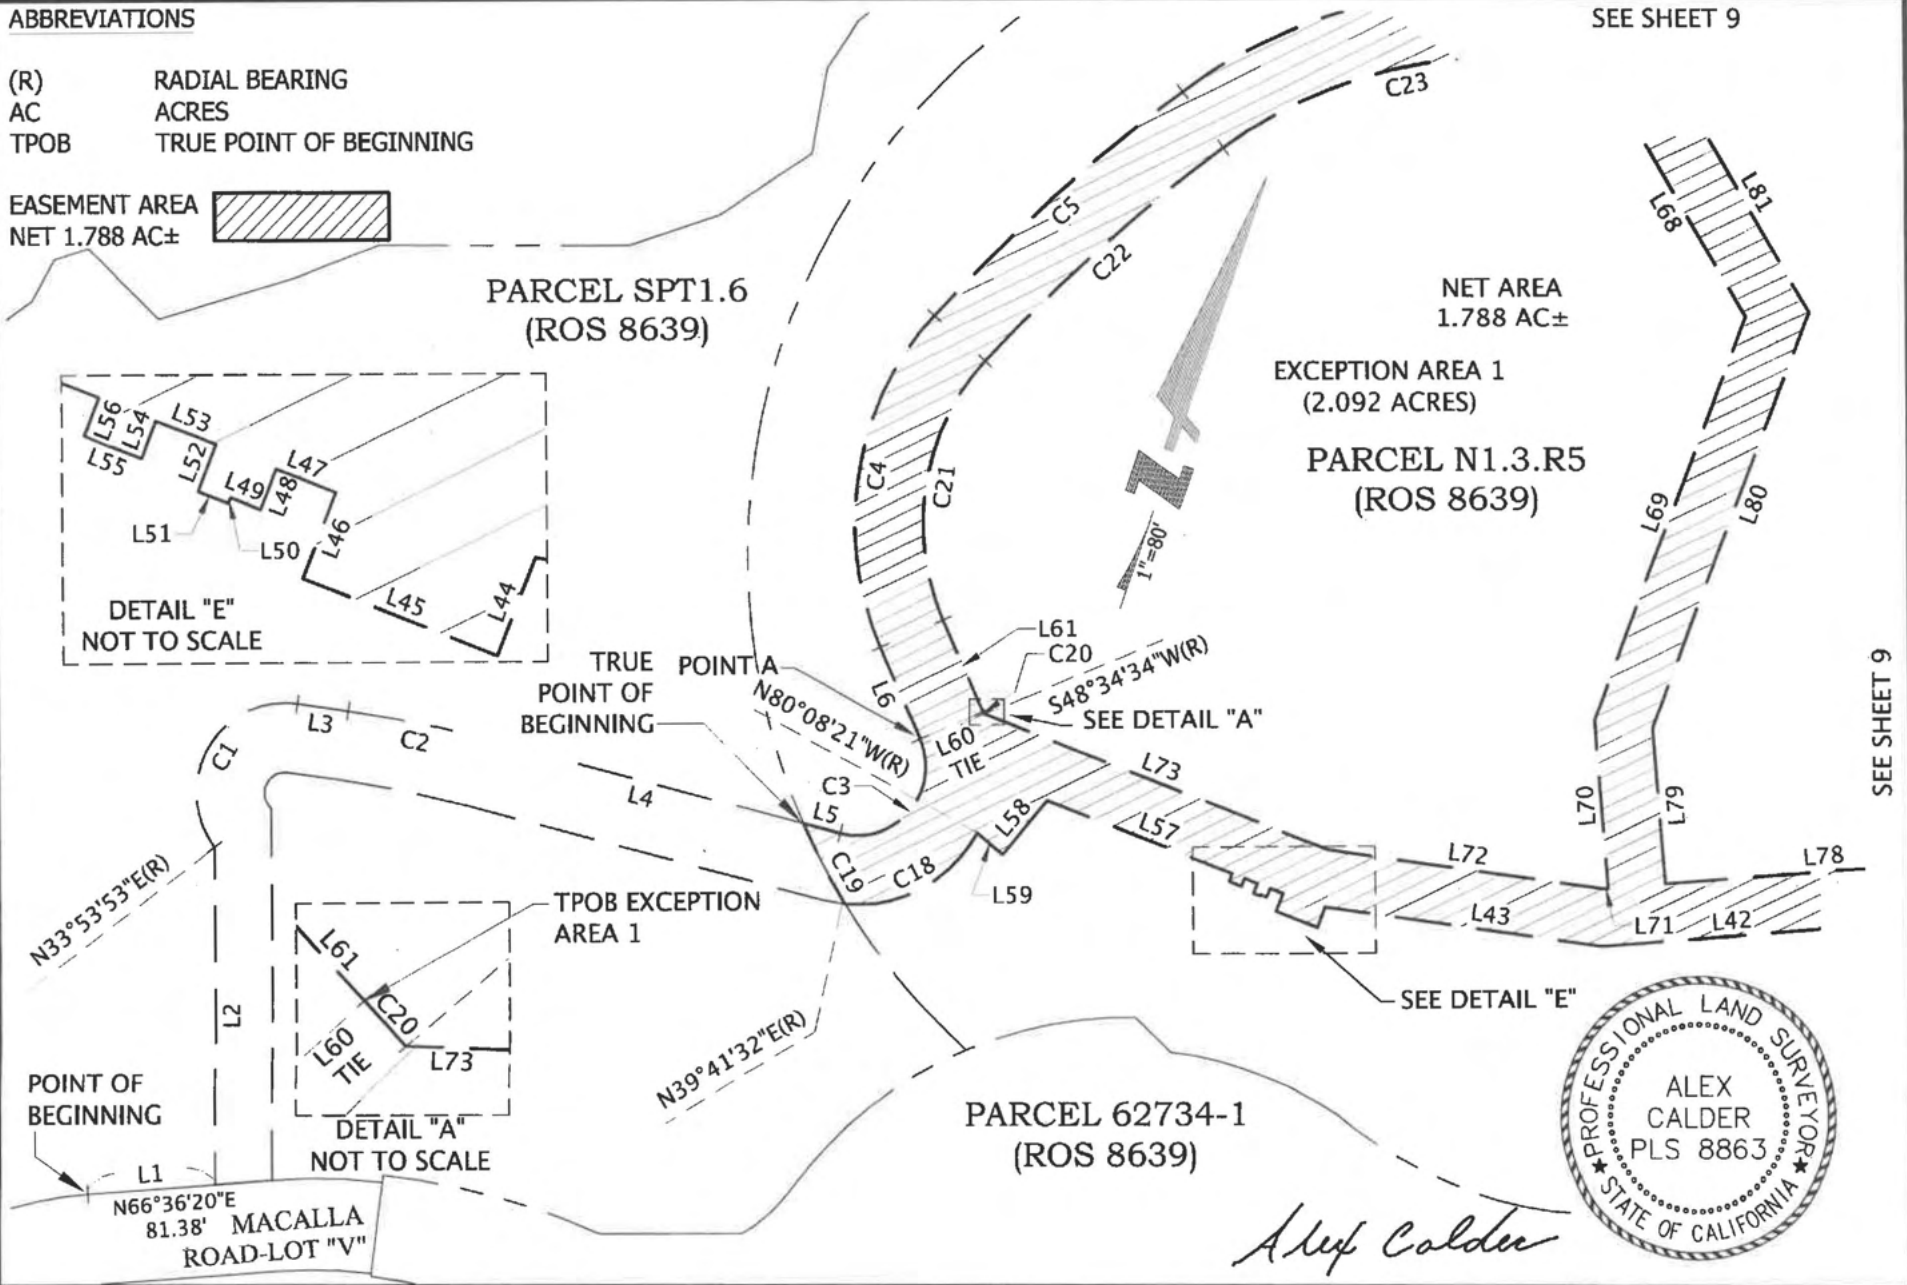 ABBREVIATIONS
(R) RADIAL BEARING
AC ACRES
TPOB TRUE POINT OF BEGINNING
EASEMENT AREA
NET 1.788 AC±
SEE SHEET 9
C23
C5
C22
L81
L68
PARCEL SPT1.6
(ROS 8639)
NET AREA
1.788 AC±
EXCEPTION AREA 1
(2.092 ACRES)
PARCEL N1.3.R5
(ROS 8639)
C4
C21
Z
1"=80'
L69
L80
L56
L54
L53
L55
L52
L47
L49
L48
L51
L50
L46
L45
L44
DETAIL "E"
NOT TO SCALE
L61
C20
S48°34'34"W(R)
TRUE
POINT OF
BEGINNING
POINT A
N80°08'21"W(R)
L6
L60
TIE
SEE DETAIL "A"
SEE SHEET 9
L3
C2
C1
L4
C3
L5
L73
L58
L57
L70
L79
L72
L78
C19
C18
L59
L43
L71
L42
N33°53'53"E(R)
TPOB EXCEPTION
AREA 1
L61
C20
L60
TIE
L73
L2
SEE DETAIL "E"
N39°41'32"E(R)
DETAIL "A"
NOT TO SCALE
POINT OF
BEGINNING
L1
N66°36'20"E
81.38'
MACALLA
ROAD-LOT "V"
PARCEL 62734-1
(ROS 8639)
PROFESSIONAL LAND SURVEYOR
ALEX
CALDER
PLS 8863
STATE OF CALIFORNIA
Alex Calder